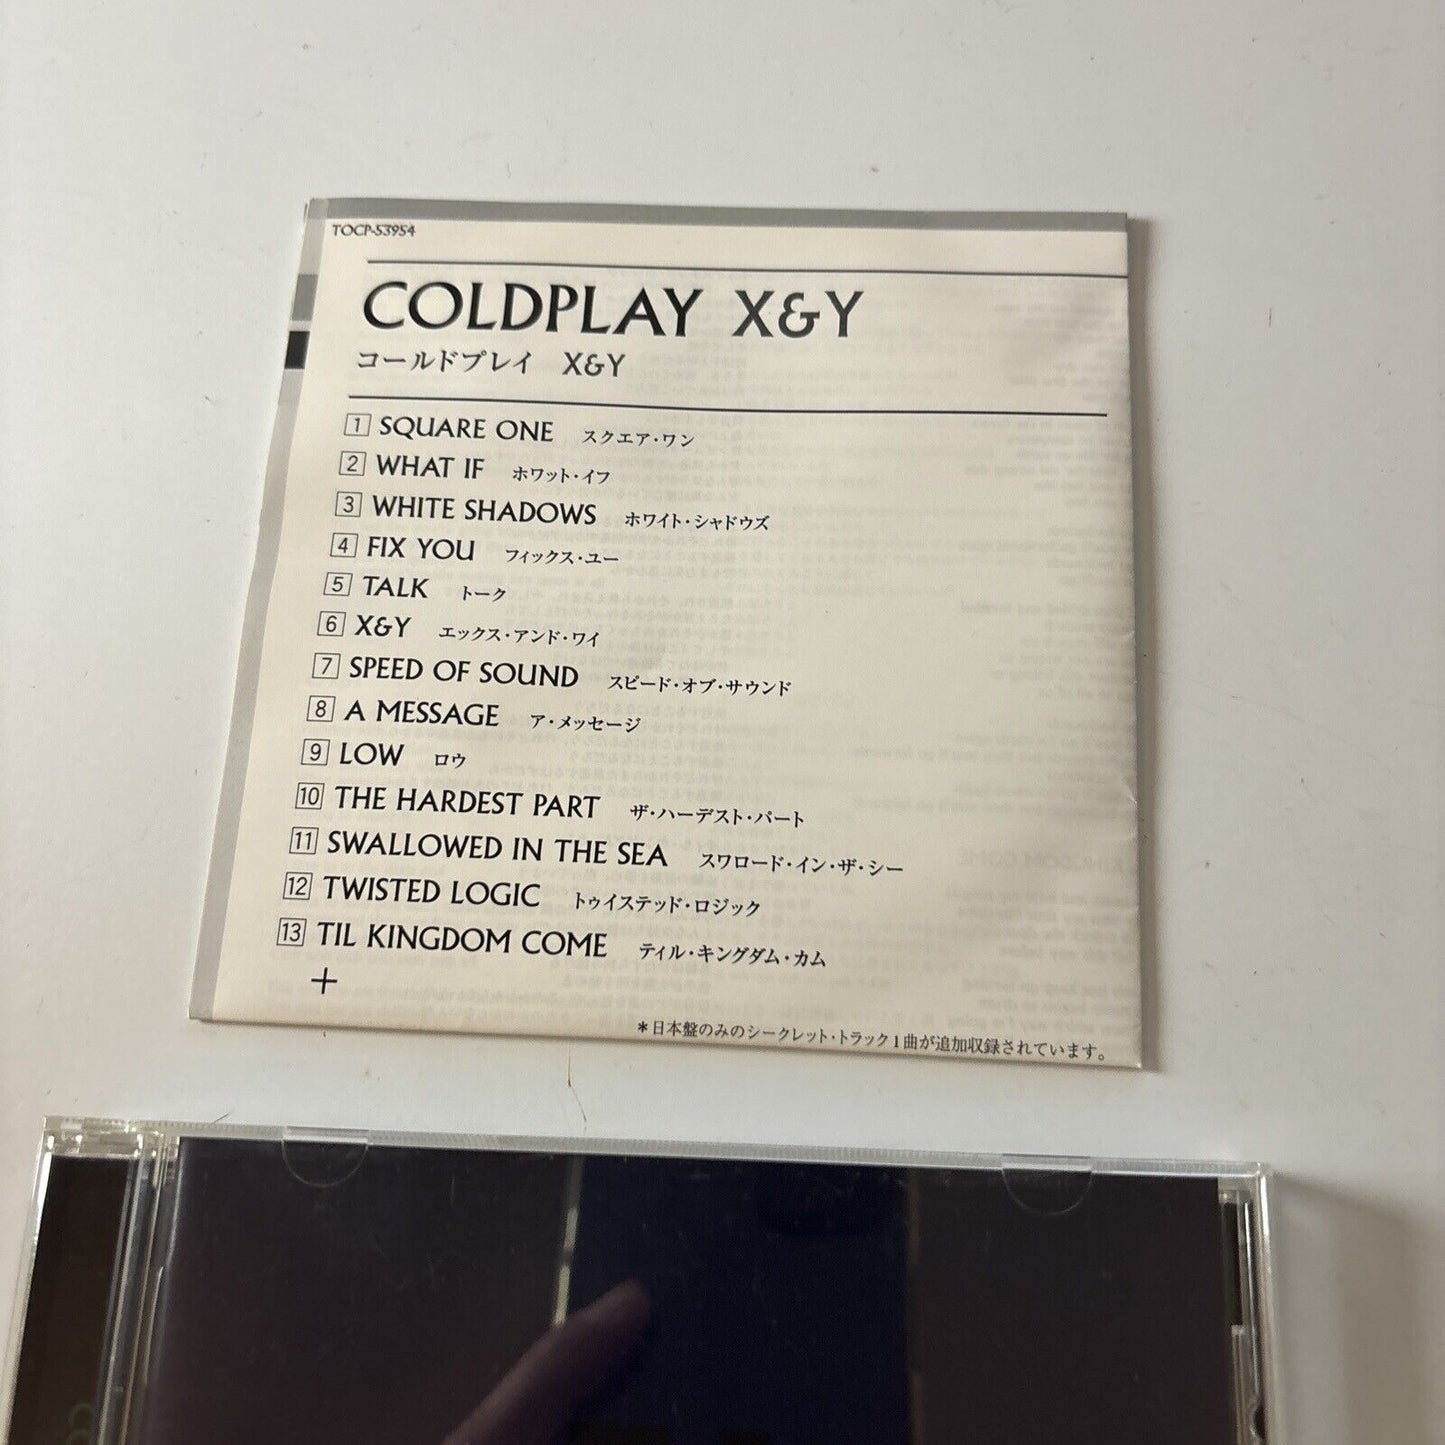 TOCP-53954
COLDPLAY X&Y
コールドプレイ X&Y
1 SQUARE ONE スクエア・ワン
2 WHAT IF ホワット・イフ
3 WHITE SHADOWS ホワイト・シャドウズ
4 FIX YOU フィックス・ユー
5 TALK トーク
6 X&Y エックス・アンド・ワイ
7 SPEED OF SOUND スピード・オブ・サウンド
8 A MESSAGE ア・メッセージ
9 LOW ロウ
10 THE HARDEST PART ザ・ハーデスト・パート
11 SWALLOWED IN THE SEA スワロード・イン・ザ・シー
12 TWISTED LOGIC トゥイステッド・ロジック
13 TIL KINGDOM COME ティル・キングダム・カム
+
*日本盤のみのシークレット・トラック1曲が追加収録されています。